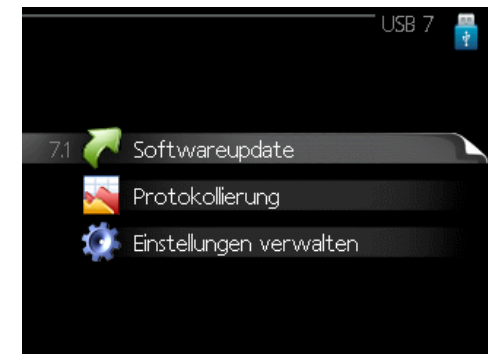 USB 7
7.1 Softwareupdate
Protokollierung
Einstellungen verwalten